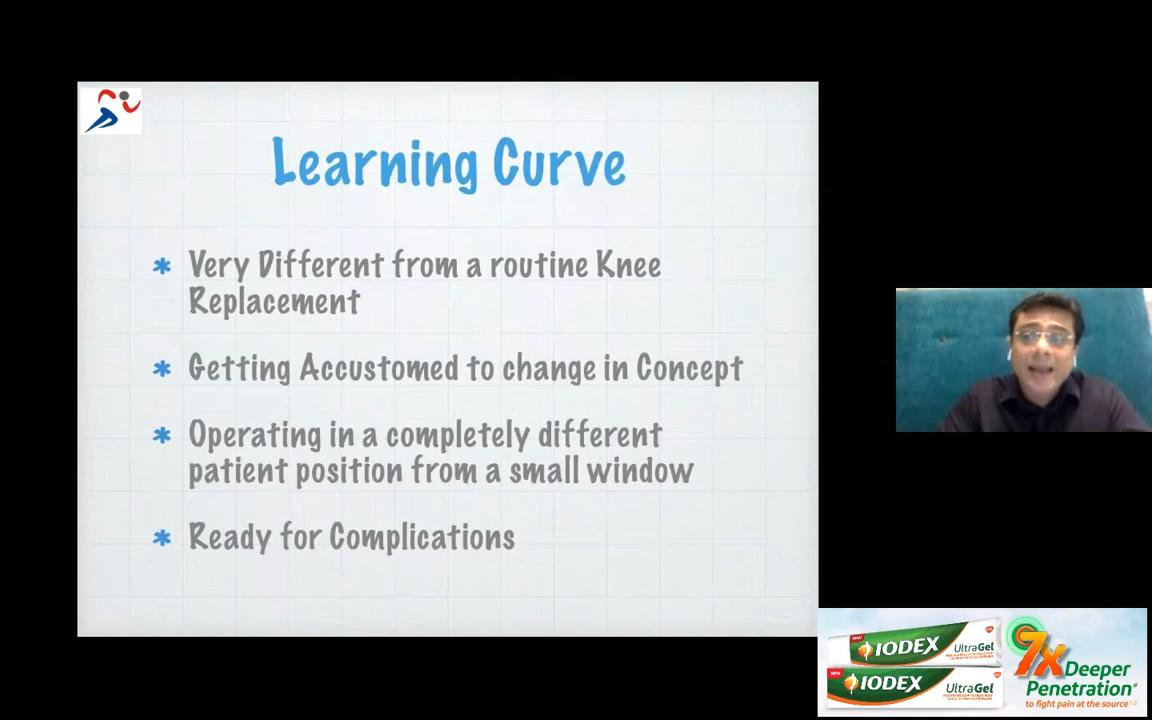 Learning Curve
* Very Different from a routine Knee
Replacement
* Getting Accustomed to change in Concept
* Operating in a completely different
patient position from a small window
* Ready for Complications
NEW
IODEX
UltraGel
NEW
IODEX
UltraGel
7x
Deeper
Penetration#
to fight pain at the source